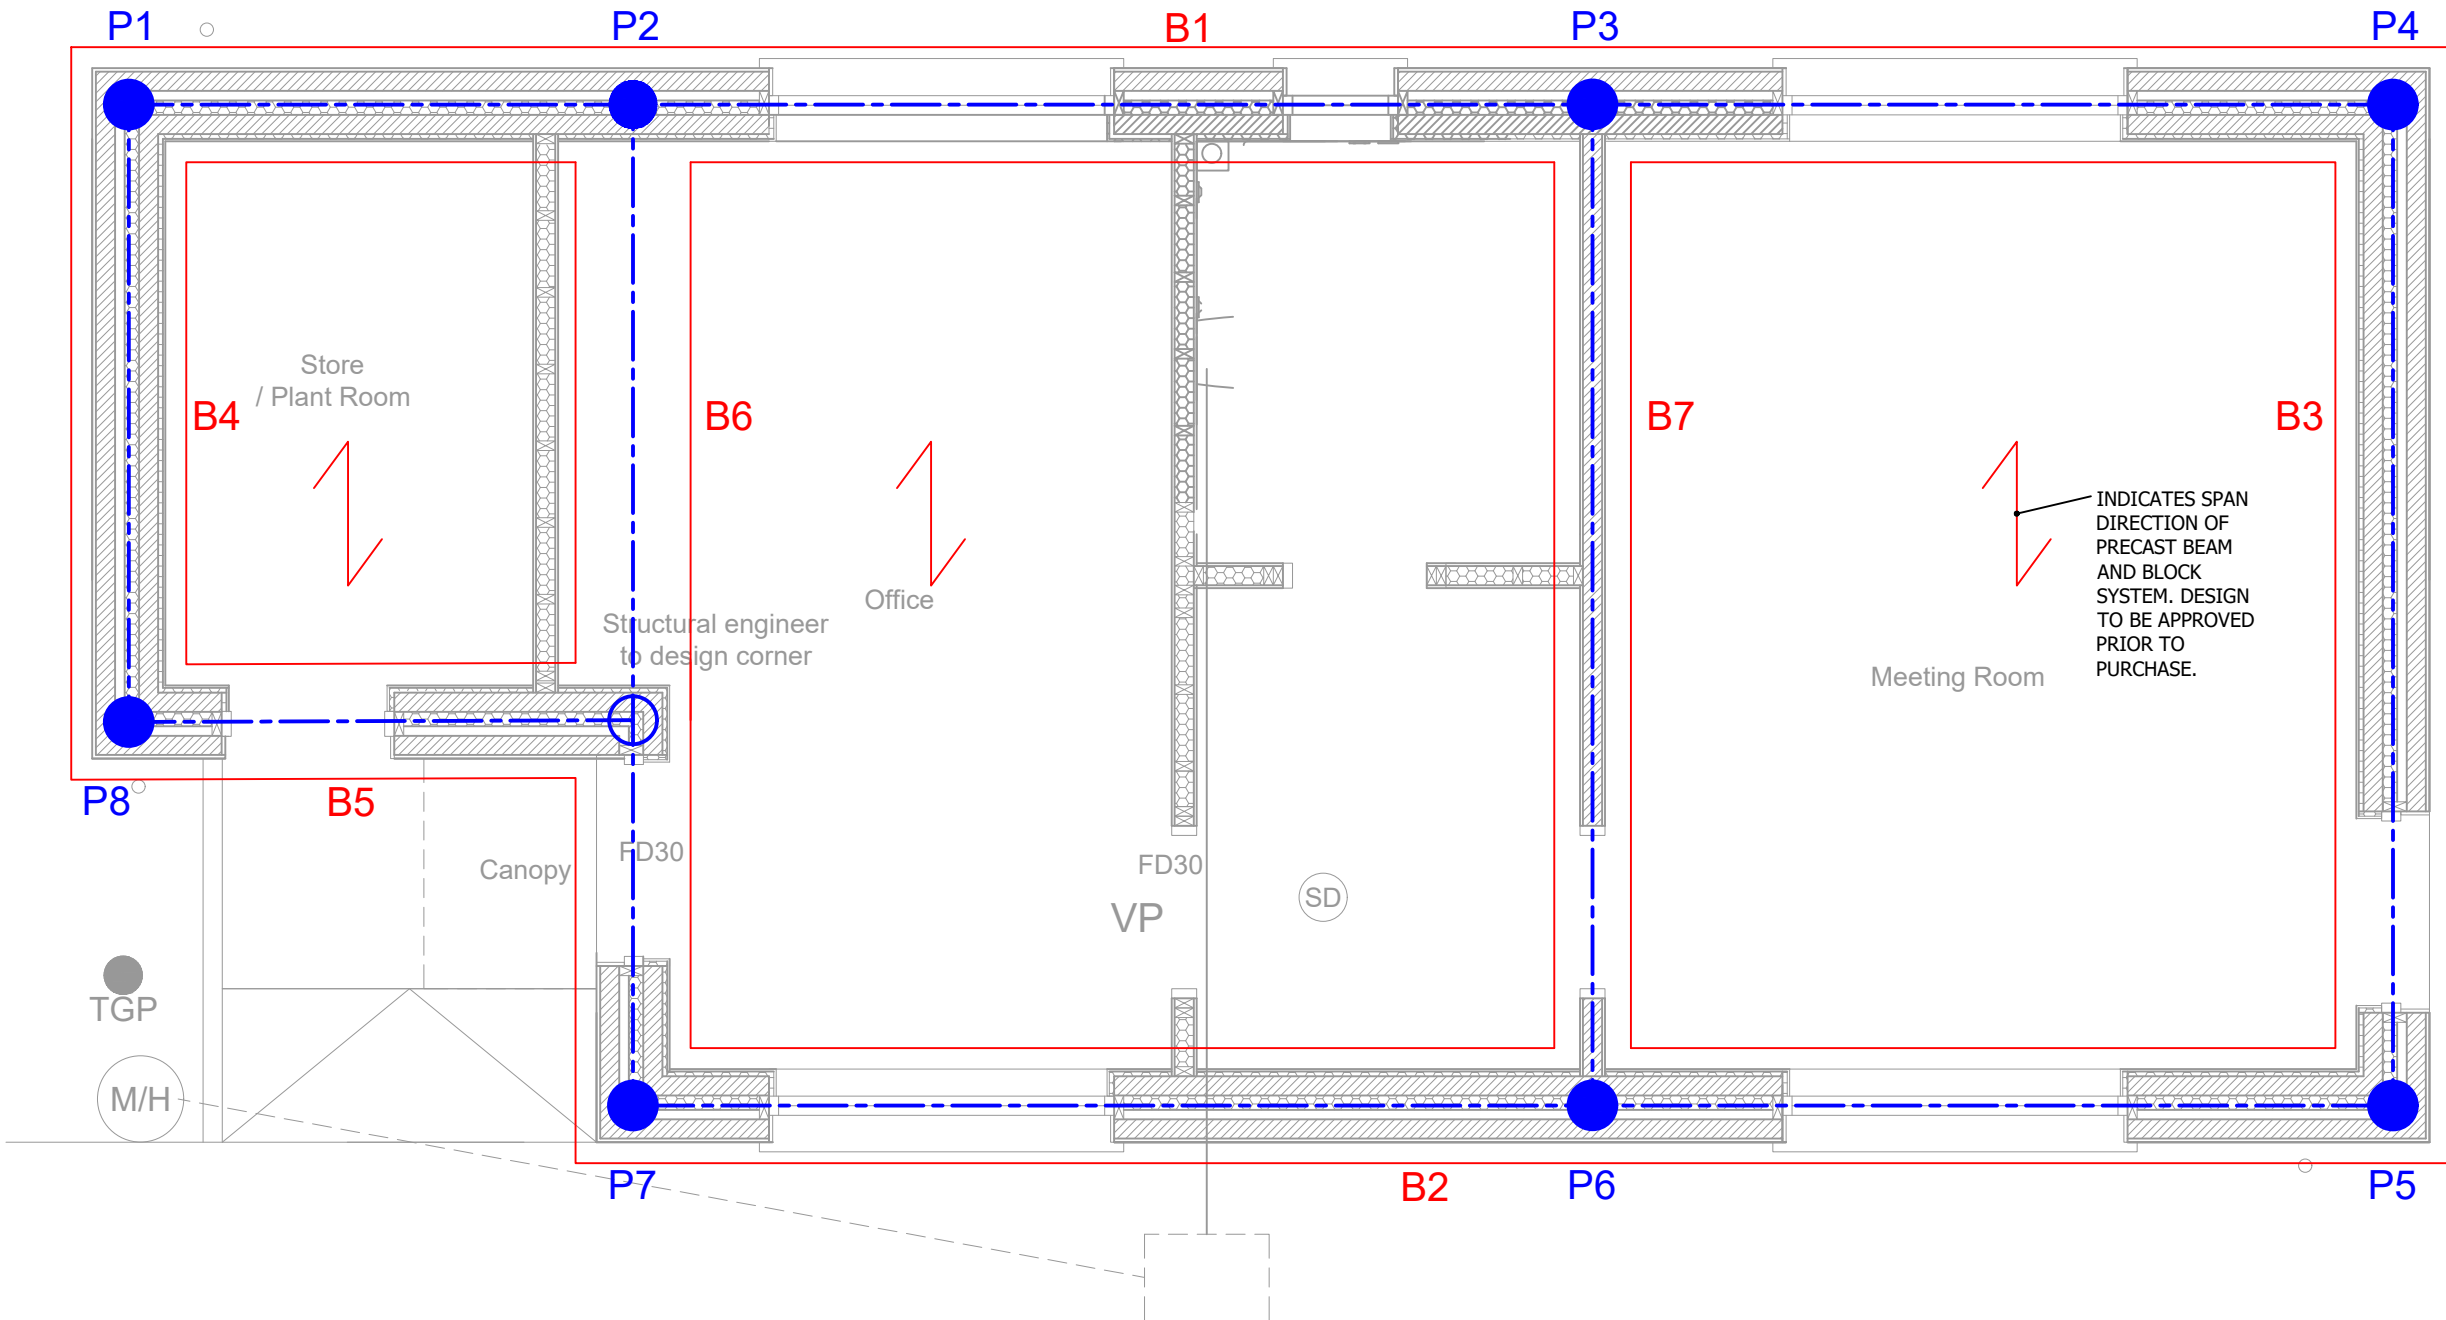 P1
P2
B1
P3
P4
Store
/ Plant Room
B4
B6
B7
B3
INDICATES SPAN
DIRECTION OF
PRECAST BEAM
AND BLOCK
SYSTEM. DESIGN
TO BE APPROVED
PRIOR TO
PURCHASE.
Office
Structural engineer
to design corner
Meeting Room
P8
B5
FD30
Canopy
FD30
VP
SD
TGP
M/H
P7
B2
P6
P5